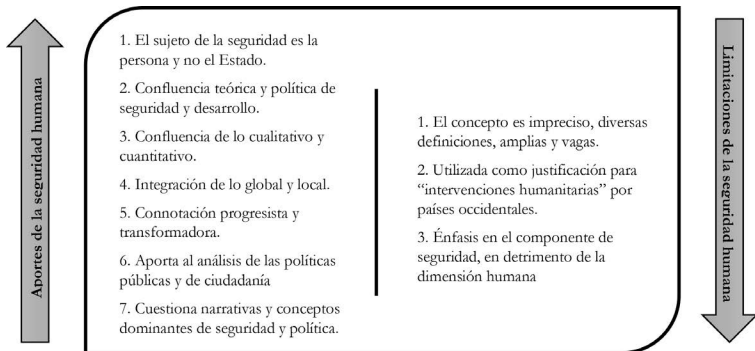 Aportes de la seguridad humana
1. El sujeto de la seguridad es la
persona y no el Estado.
2. Confluencia teórica y política de
seguridad y desarrollo.
3. Confluencia de lo cualitativo y
cuantitativo.
4. Integración de lo global y local.
5. Connotación progresista y
transformadora.
6. Aporta al análisis de las políticas
públicas y de ciudadanía
7. Cuestiona narrativas y conceptos
dominantes de seguridad y política.
1. El concepto es impreciso, diversas
definiciones, amplias y vagas.
2. Utilizada como justificación para
“intervenciones humanitarias” por
países occidentales.
3. Énfasis en el componente de
seguridad, en detrimento de la
dimensión humana
Limitaciones de la seguridad humana